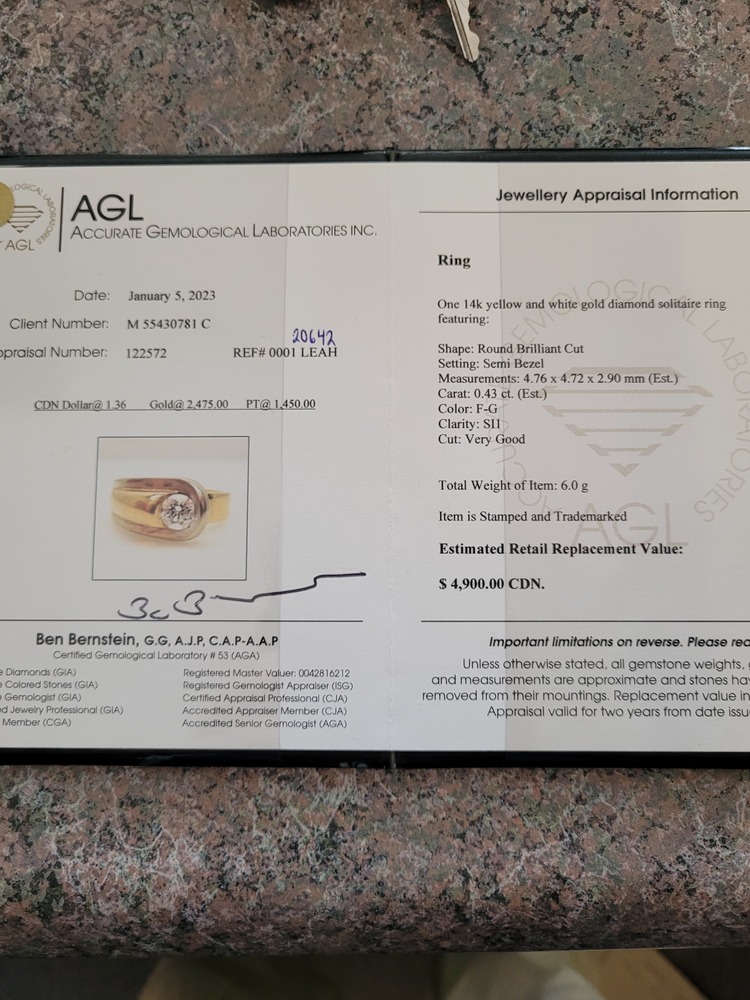 AGL
AGL
ACCURATE GEMOLOGICAL LABORATORIES INC.
Date: January 5, 2023
Client Number: M 55430781 C
20642
praisal Number: 122572 REF# 0001 LEAH
CDN Dollar@ 1.36 Gold@ 2,475.00 PT@ 1,450.00
Ben Bernstein, G.G, A.J.P, C.A.P-A.A.P
Certified Gemological Laboratory # 53 (AGA)
e Diamonds (GIA) Registered Master Valuer: 0042816212
e Colored Stones (GIA) Registered Gemologist Appraiser (ISG)
e Gemologist (GIA) Certified Appraisal Professional (CJA)
ed Jewelry Professional (GIA) Accredited Appraiser Member (CJA)
Member (CGA) Accredited Senior Gemologist (AGA)
Jewellery Appraisal Information
Ring
One 14k yellow and white gold diamond solitaire ring
featuring:
Shape: Round Brilliant Cut
Setting: Semi Bezel
Measurements: 4.76 x 4.72 x 2.90 mm (Est.)
Carat: 0.43 ct. (Est.)
Color: F-G
Clarity: SI1
Cut: Very Good
Total Weight of Item: 6.0 g
Item is Stamped and Trademarked
Estimated Retail Replacement Value:
$ 4,900.00 CDN.
Important limitations on reverse. Please rea
Unless otherwise stated, all gemstone weights,
and measurements are approximate and stones hav
removed from their mountings. Replacement value in
Appraisal valid for two years from date issu
AGL